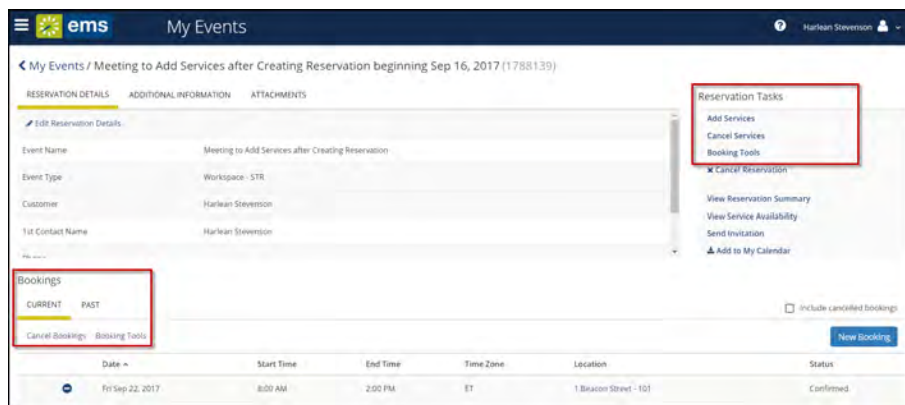 ems My Events Harlean Stevenson
My Events / Meeting to Add Services after Creating Reservation beginning Sep 16, 2017 (1788139)
RESERVATION DETAILS ADDITIONAL INFORMATION ATTACHMENTS
Edit Reservation Details
Event Name Meeting to Add Services after Creating Reservation
Event Type Workspace - STR
Customer Harlean Stevenson
1st Contact Name Harlean Stevenson
Reservation Tasks
Add Services
Cancel Services
Booking Tools
Cancel Reservation
View Reservation Summary
View Service Availability
Send Invitation
Add to My Calendar
Bookings
CURRENT PAST
Include cancelled bookings
Cancel Bookings Booking Tools
New Booking
Date Start Time End Time Time Zone Location Status
Fri Sep 22, 2017 8:00 AM 2:00 PM ET 1 Beacon Street - 101 Confirmed